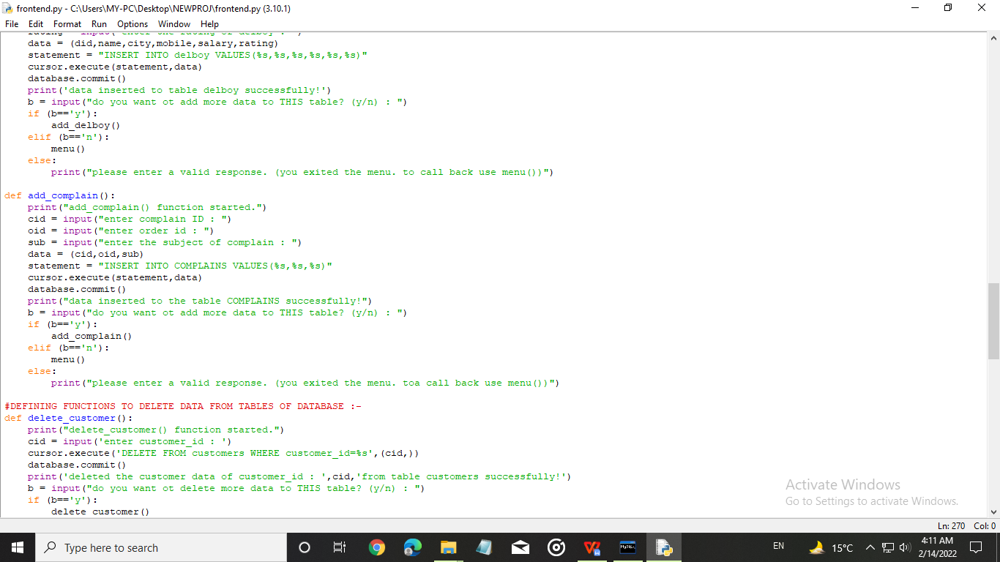 frontend.py - C:\Users\MY-PC\Desktop\NEWPROJ\frontend.py (3.10.1)
File Edit Format Run Options Window Help
    data = (did,name,city,mobile,salary,rating)
    statement = "INSERT INTO delboy VALUES(%s,%s,%s,%s,%s,%s)"
    cursor.execute(statement,data)
    database.commit()
    print('data inserted to table delboy successfully!')
    b = input("do you want ot add more data to THIS table? (y/n) : ")
    if (b=='y'):
        add_delboy()
    elif (b=='n'):
        menu()
    else:
        print("please enter a valid response. (you exited the menu. to call back use menu())")
def add_complain():
    print("add_complain() function started.")
    cid = input("enter complain ID : ")
    oid = input("enter order id : ")
    sub = input("enter the subject of complain : ")
    data = (cid,oid,sub)
    statement = "INSERT INTO COMPLAINS VALUES(%s,%s,%s)"
    cursor.execute(statement,data)
    database.commit()
    print("data inserted to the table COMPLAINS successfully!")
    b = input("do you want ot add more data to THIS table? (y/n) : ")
    if (b=='y'):
        add_complain()
    elif (b=='n'):
        menu()
    else:
        print("please enter a valid response. (you exited the menu. toa call back use menu())")
#DEFINING FUNCTIONS TO DELETE DATA FROM TABLES OF DATABASE :-
def delete_customer():
    print("delete_customer() function started.")
    cid = input('enter customer_id : ')
    cursor.execute('DELETE FROM customers WHERE customer_id=%s',(cid,))
    database.commit()
    print('deleted the customer data of customer_id : ',cid,'from table customers successfully!')
    b = input("do you want ot delete more data to THIS table? (y/n) : ")
    if (b=='y'):
        delete_customer()
Activate Windows
Go to Settings to activate Windows.
Ln: 270 Col: 0
Type here to search
EN
15°C
4:11 AM
2/14/2022